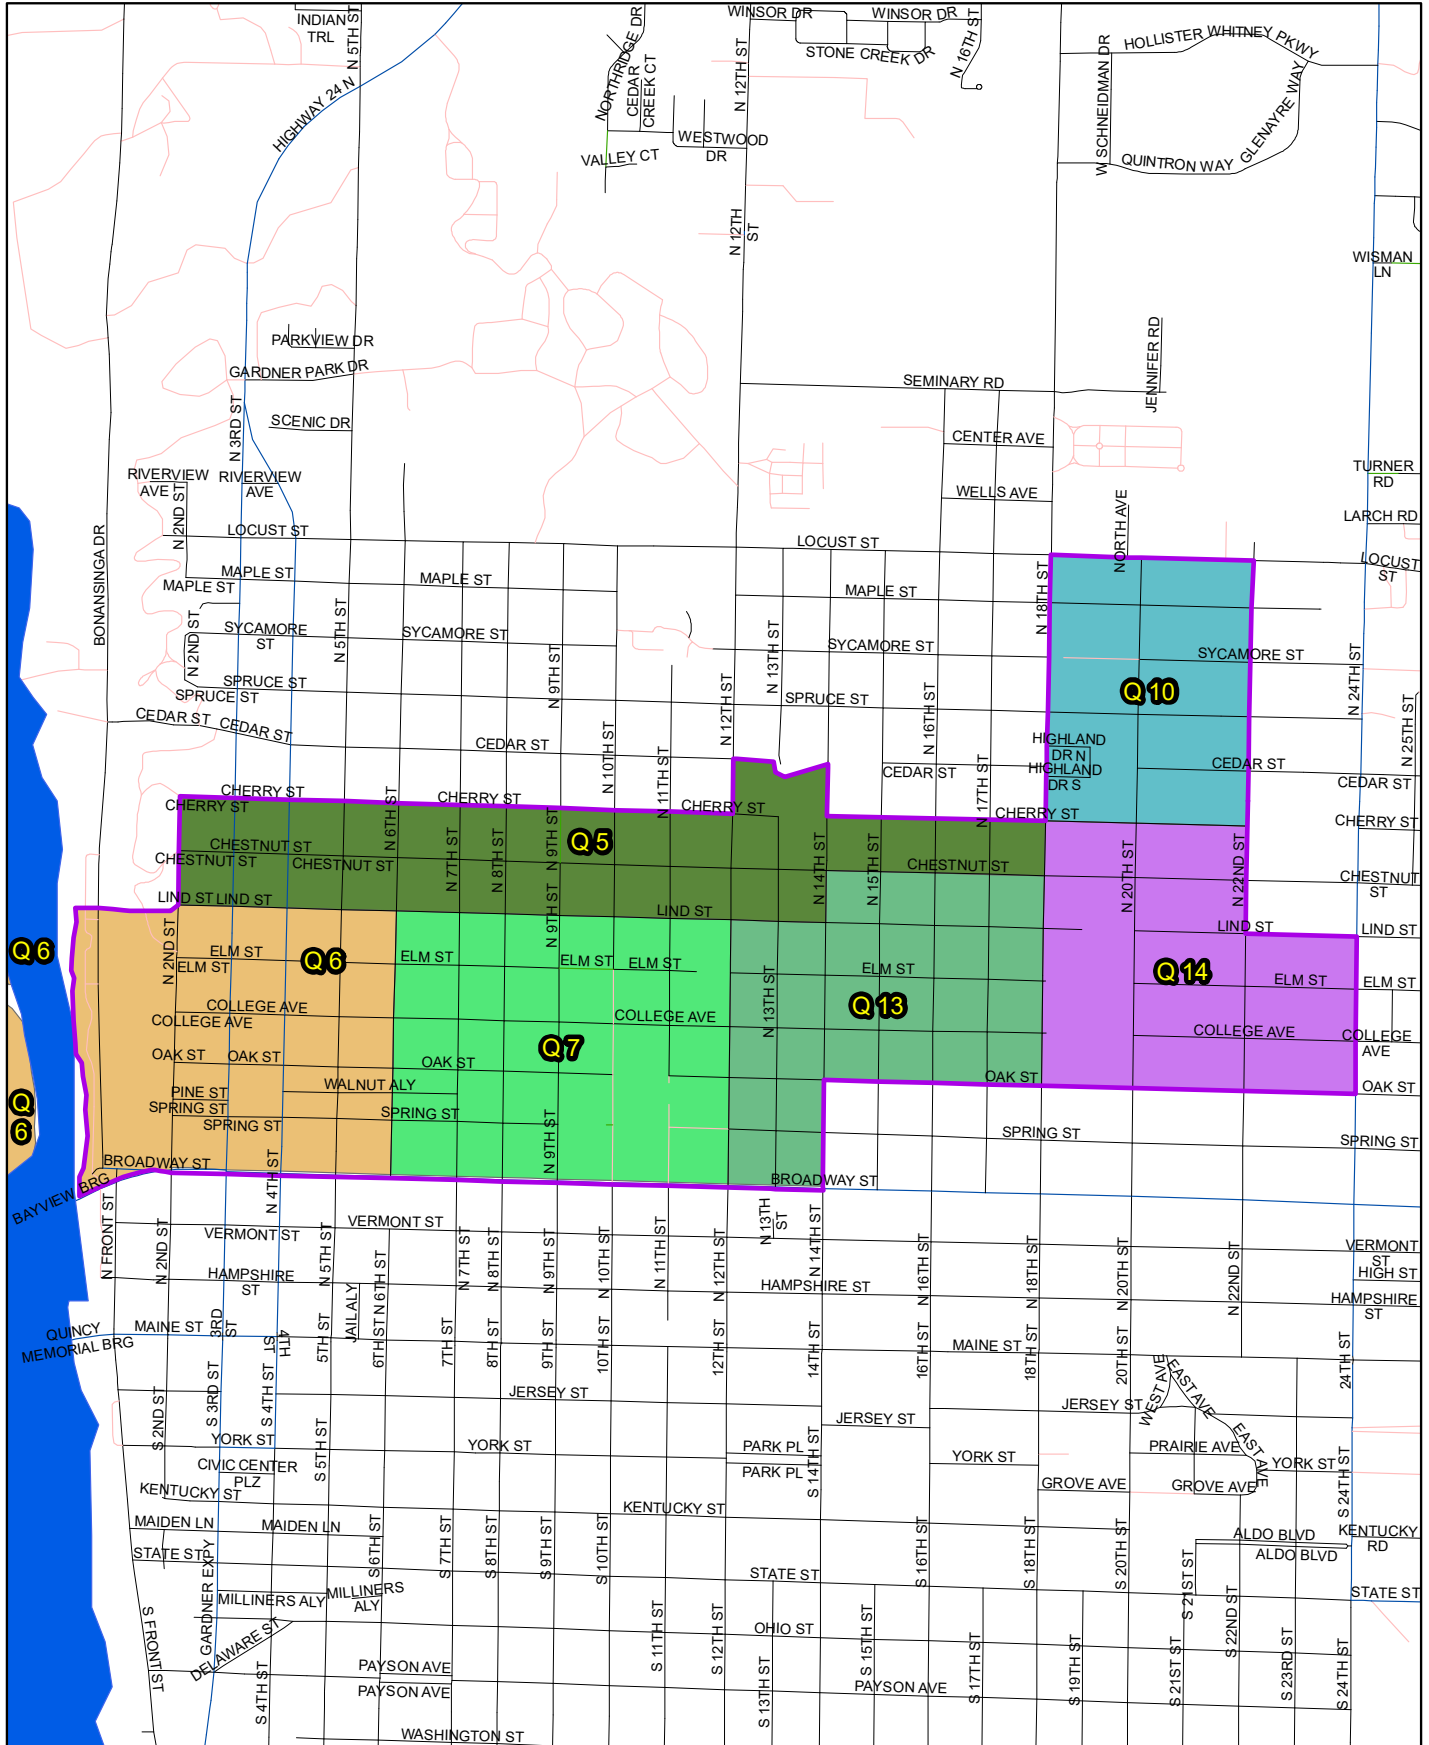 INDIAN
TRL
N 5TH ST
HIGHWAY 24 N
NORTHRIDGE DR
CEDAR
CREEK CT
WESTWOOD
DR
VALLEY CT
WINSOR DR
WINSOR DR
STONE CREEK DR
N 16TH ST
N 12TH ST
N 12TH
ST
W SCHNEIDMAN DR
HOLLISTER WHITNEY PKWY
GLENAYRE WAY
QUINTRON WAY
WISMAN
LN
PARKVIEW DR
GARDNER PARK DR
SCENIC DR
N 3RD ST
SEMINARY RD
JENNIFER RD
CENTER AVE
WELLS AVE
NORTH AVE
TURNER
RD
LARCH RD
RIVERVIEW
AVE
RIVERVIEW
AVE
N 2ND ST
LOCUST ST
LOCUST ST
LOCUST
ST
BONANSINGA DR
MAPLE ST
MAPLE ST
MAPLE ST
MAPLE ST
N 18TH ST
N 2ND ST
SYCAMORE
ST
N 5TH ST
SYCAMORE ST
SYCAMORE ST
SYCAMORE ST
N 13TH ST
N 9TH ST
N 24TH ST
SPRUCE ST
SPRUCE ST
SPRUCE ST
Q 10
N 12TH ST
N 16TH ST
N 25TH ST
CEDAR ST
CEDAR ST
CEDAR ST
CEDAR ST
CEDAR ST
CEDAR ST
HIGHLAND
DR N
HIGHLAND
DR S
N 10TH ST
N 11TH ST
N 17TH ST
CHERRY ST
CHERRY ST
CHERRY ST
CHERRY ST
CHERRY ST
CHERRY ST
N 6TH ST
N 7TH ST
N 8TH ST
N 9TH ST
Q 5
N 14TH ST
N 15TH ST
N 20TH ST
N 22ND ST
CHESTNUT ST
CHESTNUT ST
CHESTNUT ST
CHESTNUT ST
CHESTNUT
ST
LIND ST
LIND ST
LIND ST
LIND ST
LIND ST
N 9TH ST
N 2ND ST
Q 6
Q 6
ELM ST
ELM ST
ELM ST
ELM ST
ELM ST
ELM ST
ELM ST
ELM ST
Q 14
Q 13
N 13TH ST
COLLEGE AVE
COLLEGE AVE
COLLEGE AVE
COLLEGE AVE
COLLEGE
AVE
Q 7
OAK ST
OAK ST
OAK ST
OAK ST
OAK ST
Q
6
PINE ST
WALNUT ALY
SPRING ST
SPRING ST
SPRING ST
SPRING ST
SPRING ST
N 9TH ST
BROADWAY ST
BROADWAY ST
BAYVIEW BRG
N FRONT ST
N 2ND ST
N 4TH ST
VERMONT ST
VERMONT ST
VERMONT
ST
N 5TH ST
N 6TH ST
N 7TH ST
N 8TH ST
N 9TH ST
N 10TH ST
N 11TH ST
N 12TH ST
N 13TH
ST
N 14TH ST
N 16TH ST
N 18TH ST
N 20TH ST
N 22ND ST
HIGH ST
HAMPSHIRE
ST
HAMPSHIRE ST
HAMPSHIRE
ST
JAIL ALY
QUINCY
MEMORIAL BRG
MAINE ST
MAINE ST
3RD
ST
4TH
ST
5TH ST
6TH ST
7TH ST
8TH ST
9TH ST
10TH ST
12TH ST
14TH ST
16TH ST
18TH ST
20TH ST
24TH ST
WEST AVE
EAST AVE
EAST AVE
JERSEY ST
JERSEY ST
JERSEY ST
S 2ND ST
S 3RD ST
S 4TH ST
S 5TH ST
YORK ST
YORK ST
YORK ST
YORK ST
PARK PL
PARK PL
S 14TH ST
PRAIRIE AVE
CIVIC CENTER
PLZ
GROVE AVE
GROVE AVE
S 24TH ST
KENTUCKY ST
KENTUCKY ST
KENTUCKY
RD
MAIDEN LN
MAIDEN LN
ALDO BLVD
ALDO BLVD
STATE ST
STATE ST
STATE ST
GARDNER EXPY
S 6TH ST
S 7TH ST
S 8TH ST
S 9TH ST
S 10TH ST
S 16TH ST
S 18TH ST
S 20TH ST
S 21ST ST
MILLINERS ALY
MILLINERS
ALY
S FRONT ST
DELAWARE ST
OHIO ST
S 4TH ST
S 11TH ST
S 12TH ST
S 13TH ST
S 15TH ST
S 17TH ST
S 19TH ST
S 21ST ST
S 22ND ST
S 23RD ST
S 24TH ST
PAYSON AVE
PAYSON AVE
PAYSON AVE
WASHINGTON ST